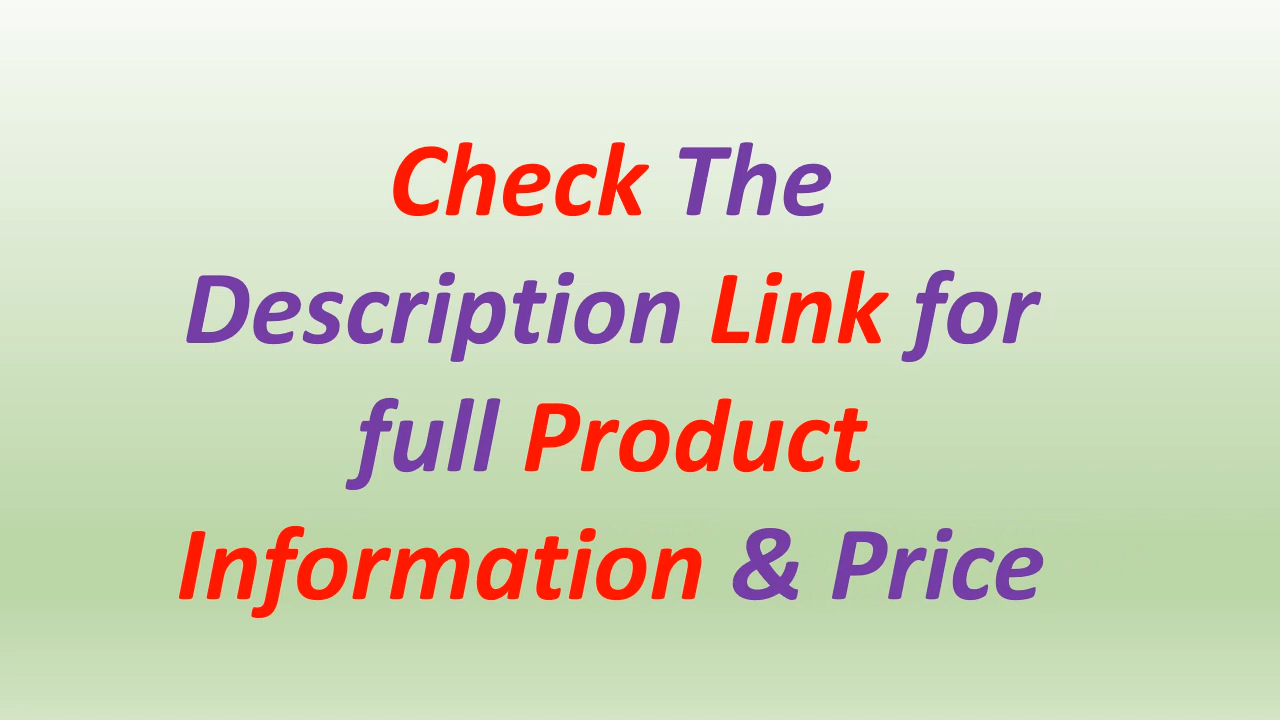 Check The
Description Link for
full Product
Information & Price